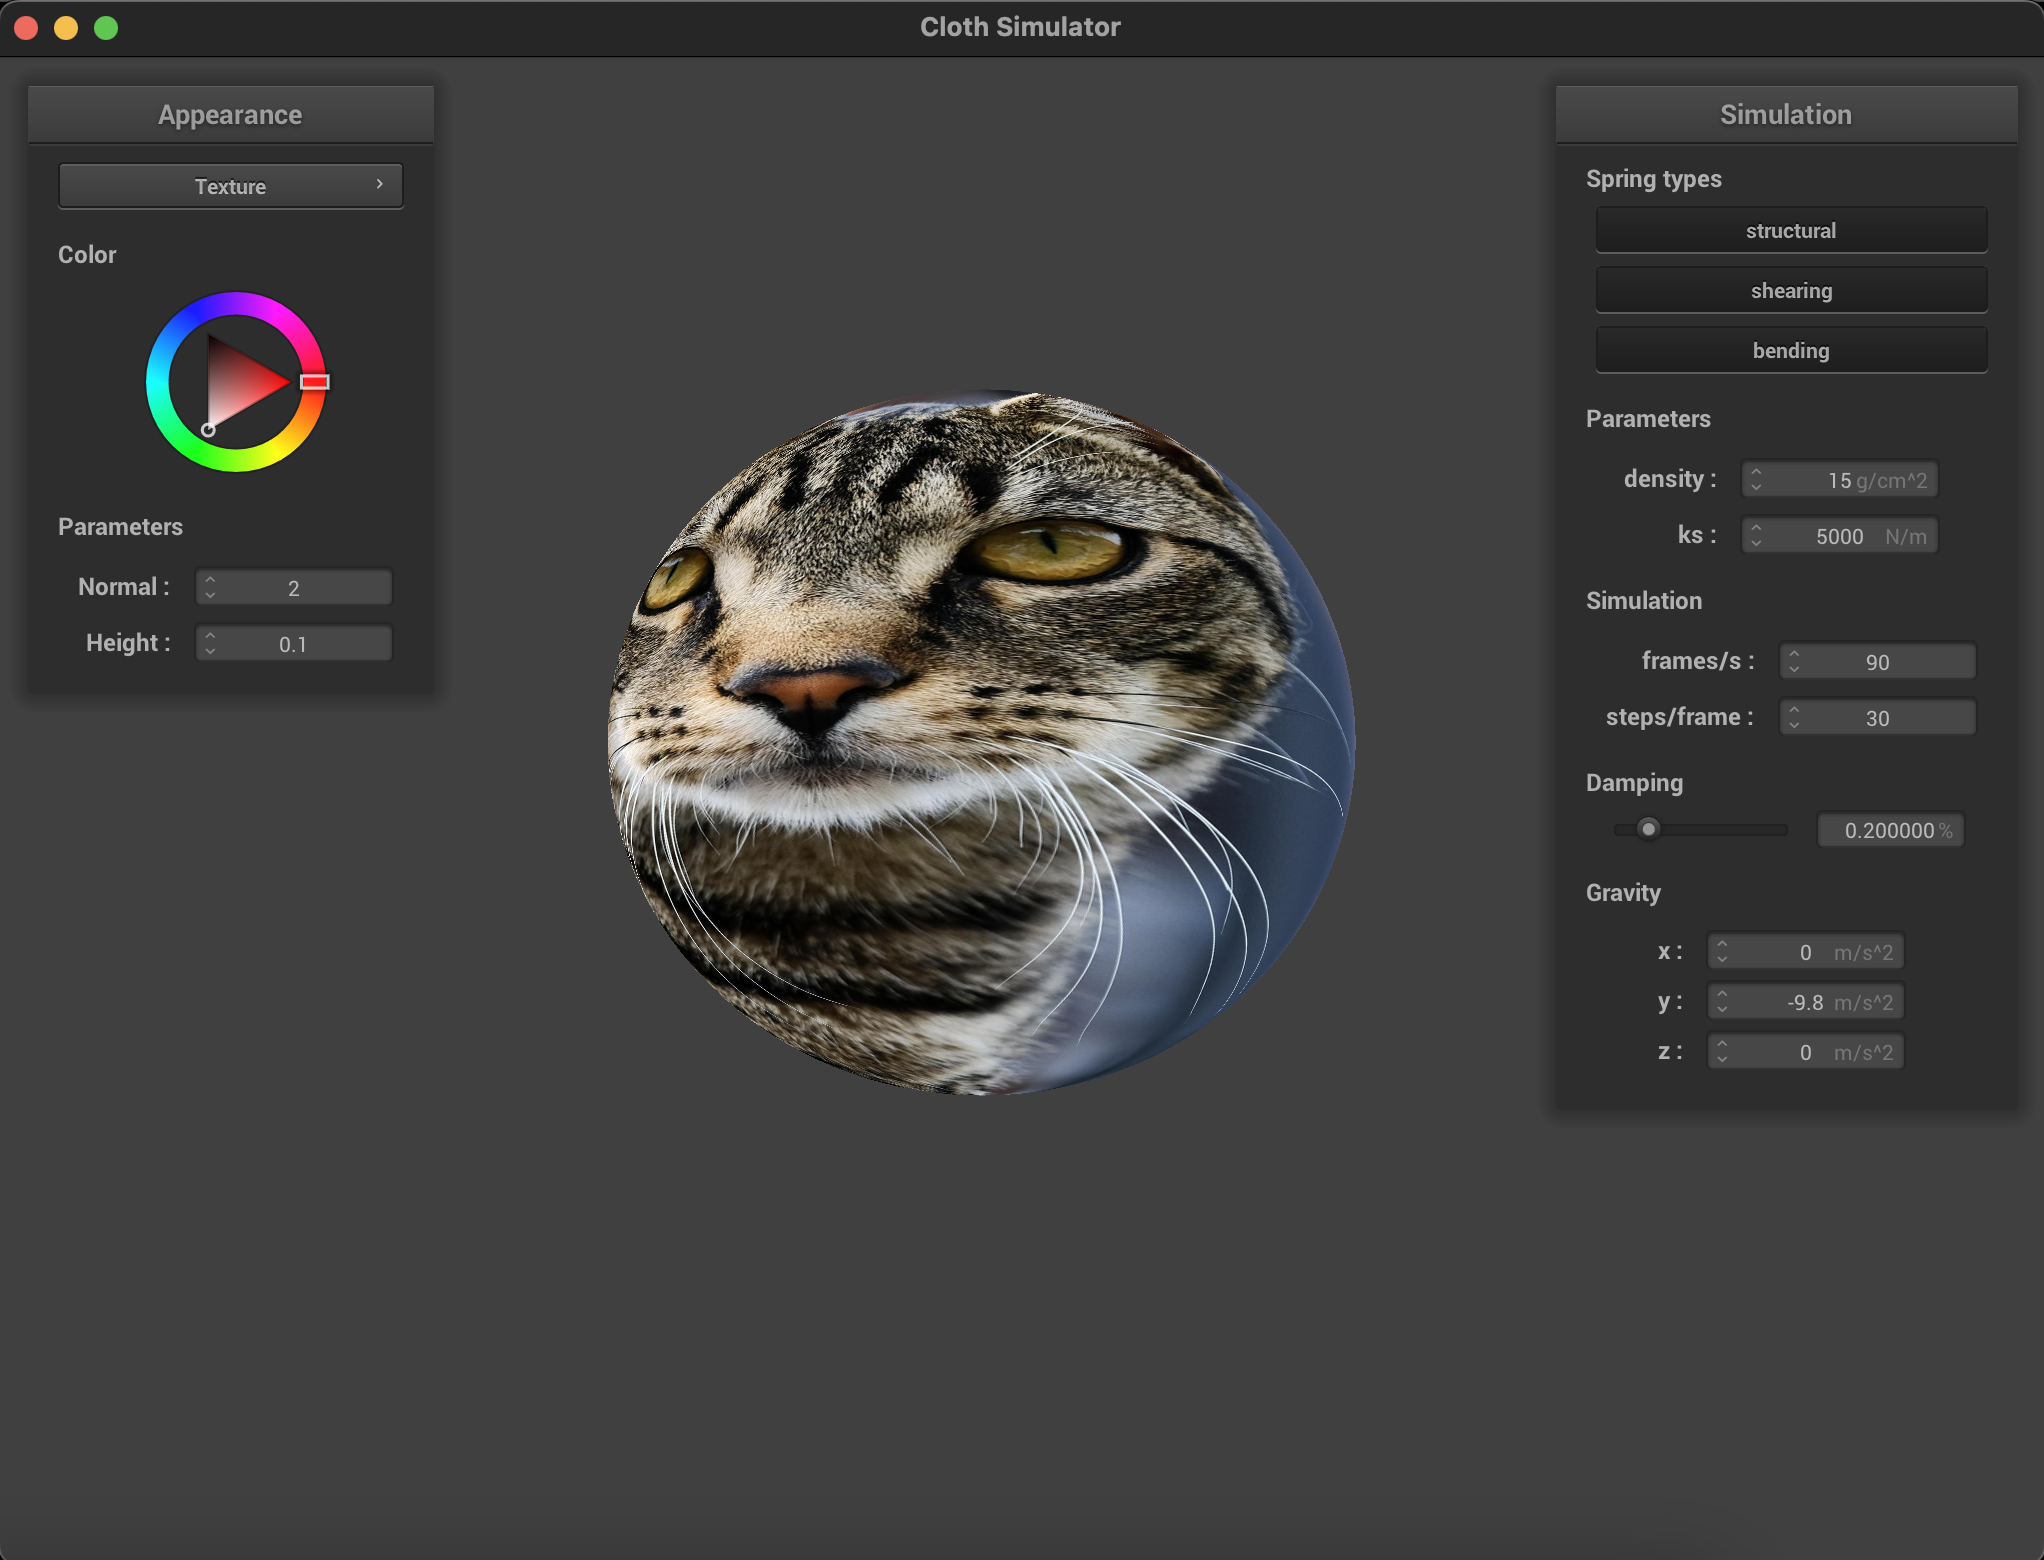 Cloth Simulator
Appearance
Texture
Color
Parameters
Normal : 2
Height : 0.1
Simulation
Spring types
structural
shearing
bending
Parameters
density : 15 g/cm^2
ks : 5000 N/m
Simulation
frames/s : 90
steps/frame : 30
Damping
0.200000 %
Gravity
x : 0 m/s^2
y : -9.8 m/s^2
z : 0 m/s^2